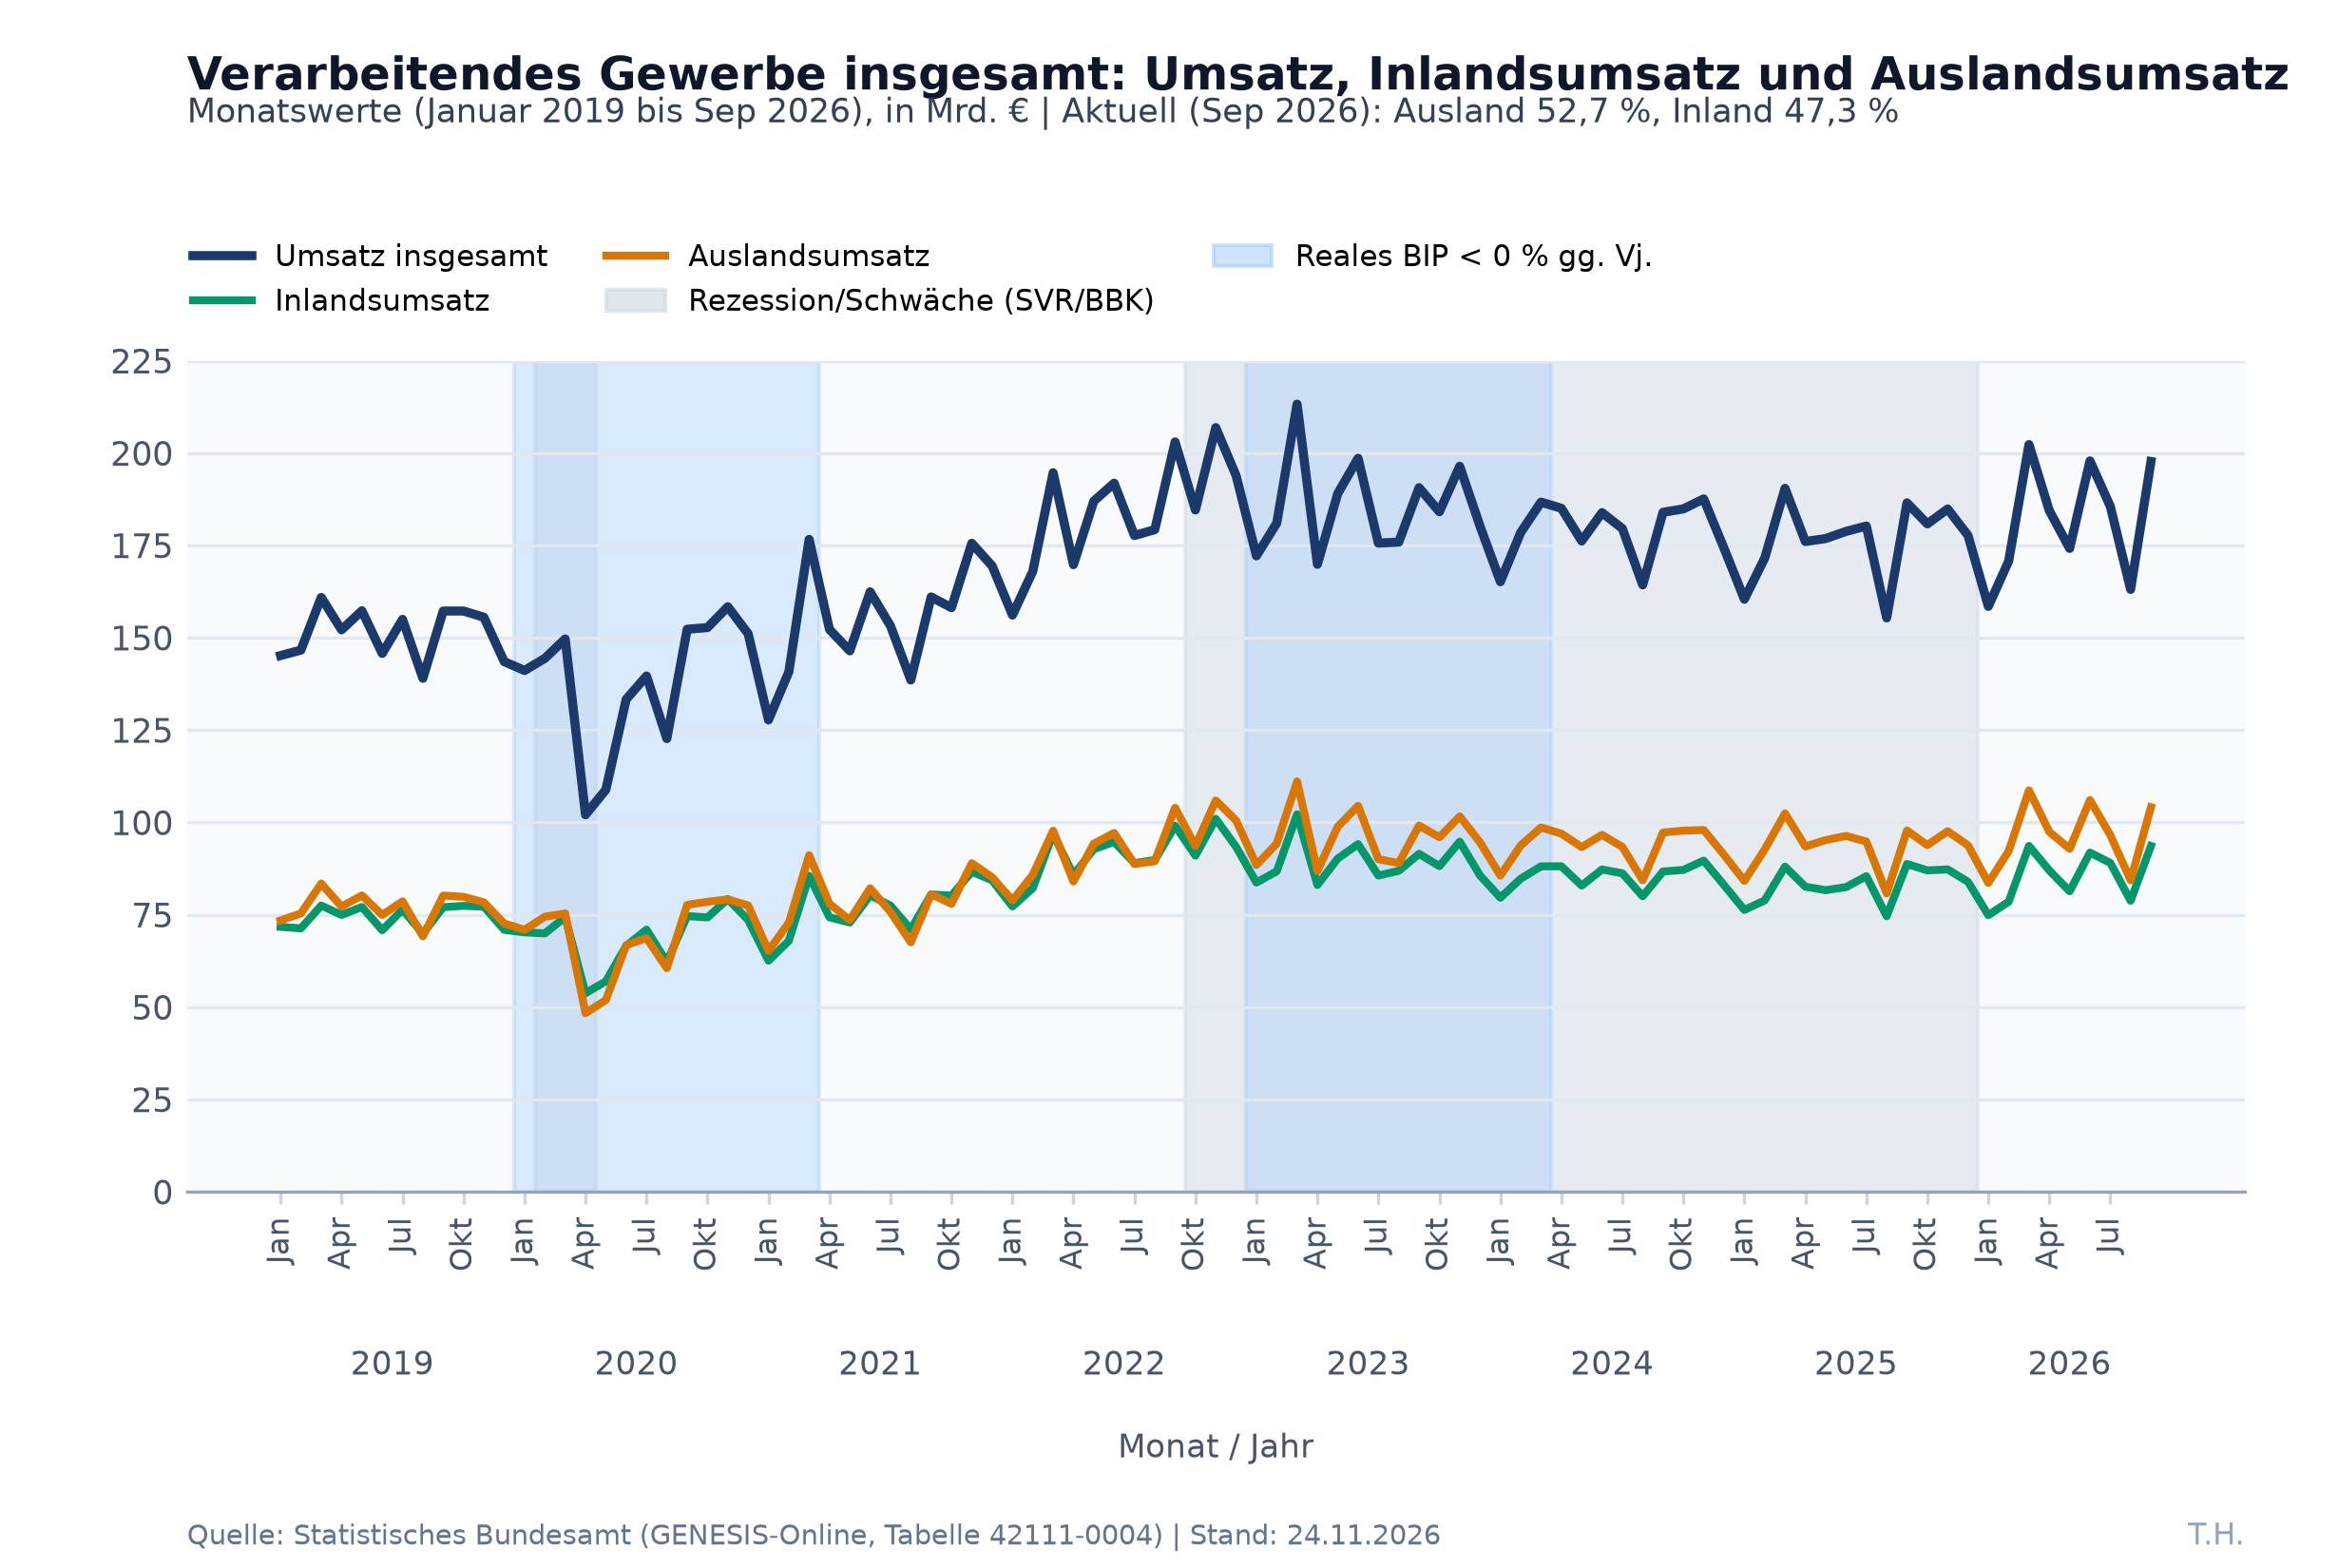 Verarbeitendes Gewerbe insgesamt: Umsatz, Inlandsumsatz und Auslandsumsatz
Monatswerte (Januar 2019 bis Sep 2026), in Mrd. € | Aktuell (Sep 2026): Ausland 52,7 %, Inland 47,3 %
Umsatz insgesamt Auslandsumsatz Reales BIP < 0 % gg. Vj.
Inlandsumsatz Rezession/Schwäche (SVR/BBK)
225
200
175
150
125
100
75
50
25
0
Jan Apr Jul Okt Jan Apr Jul Okt Jan Apr Jul Okt Jan Apr Jul Okt Jan Apr Jul Okt Jan Apr Jul Okt Jan Apr Jul Okt Jan Apr Jul
2019 2020 2021 2022 2023 2024 2025 2026
Monat / Jahr
Quelle: Statistisches Bundesamt (GENESIS-Online, Tabelle 42111-0004) | Stand: 24.11.2026 T.H.